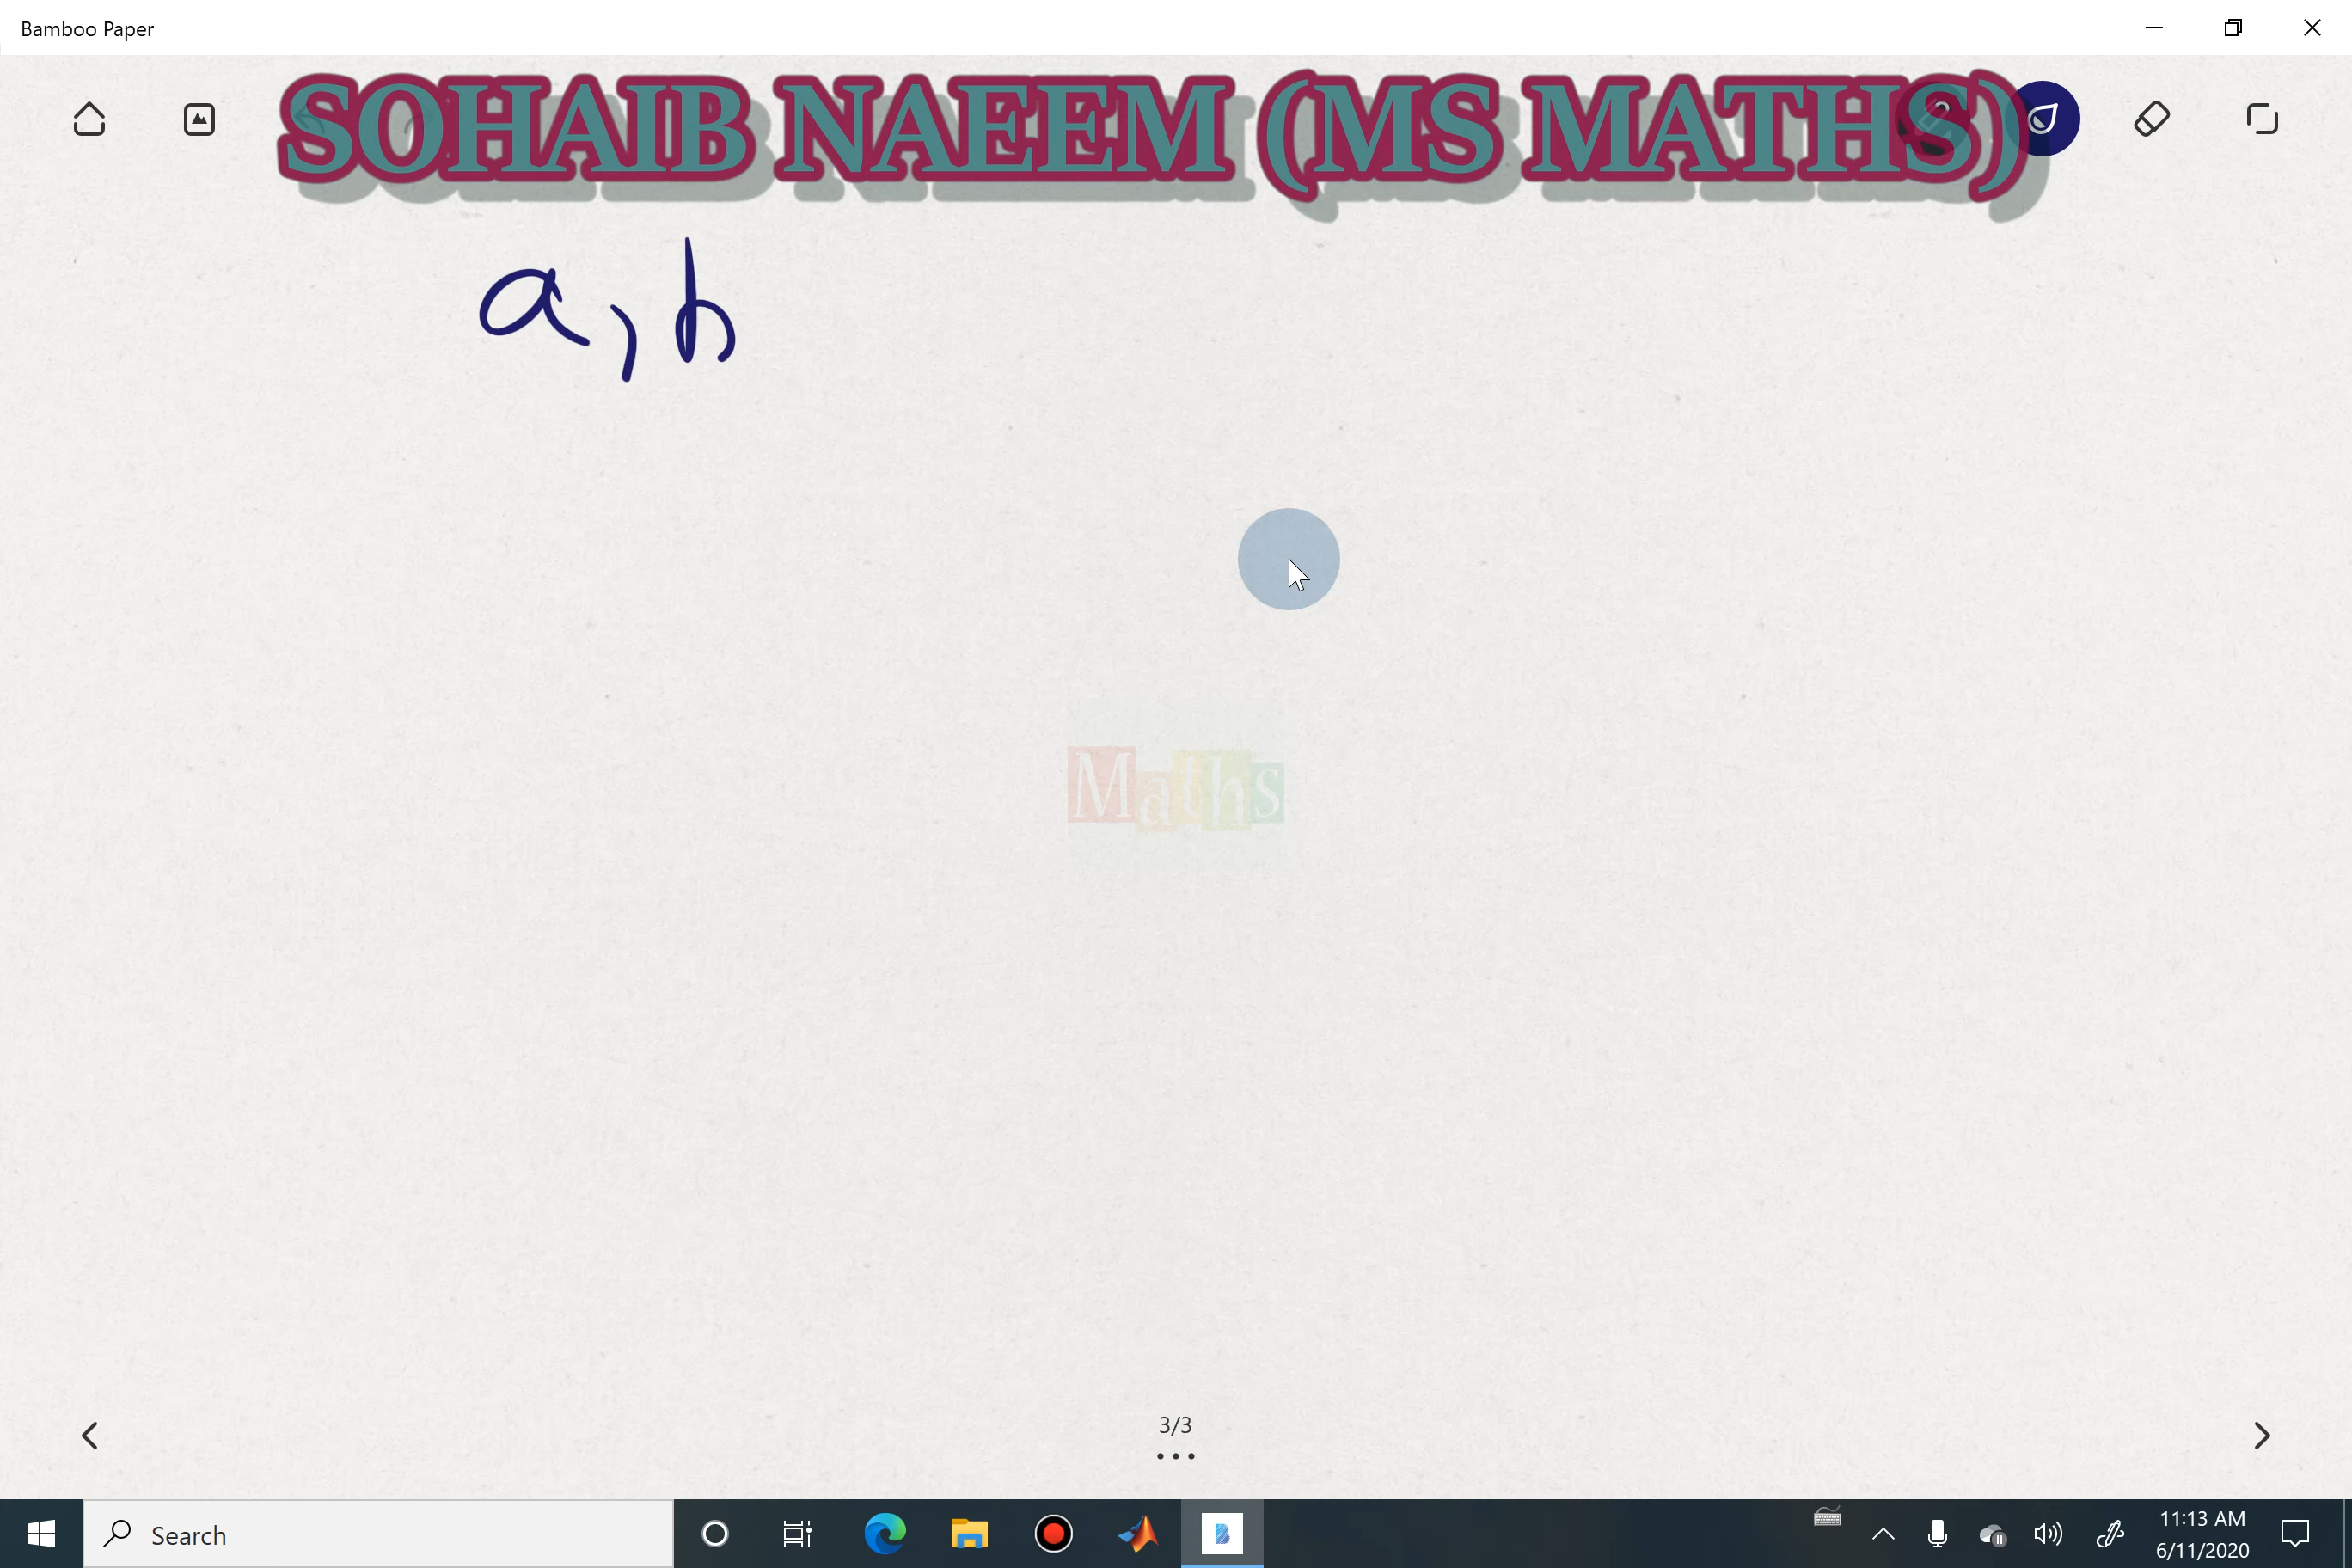 Bamboo Paper
SOHAIB NAEEM (MS MATHS)
a, b
Maths
3/3
Search
11:13 AM
6/11/2020